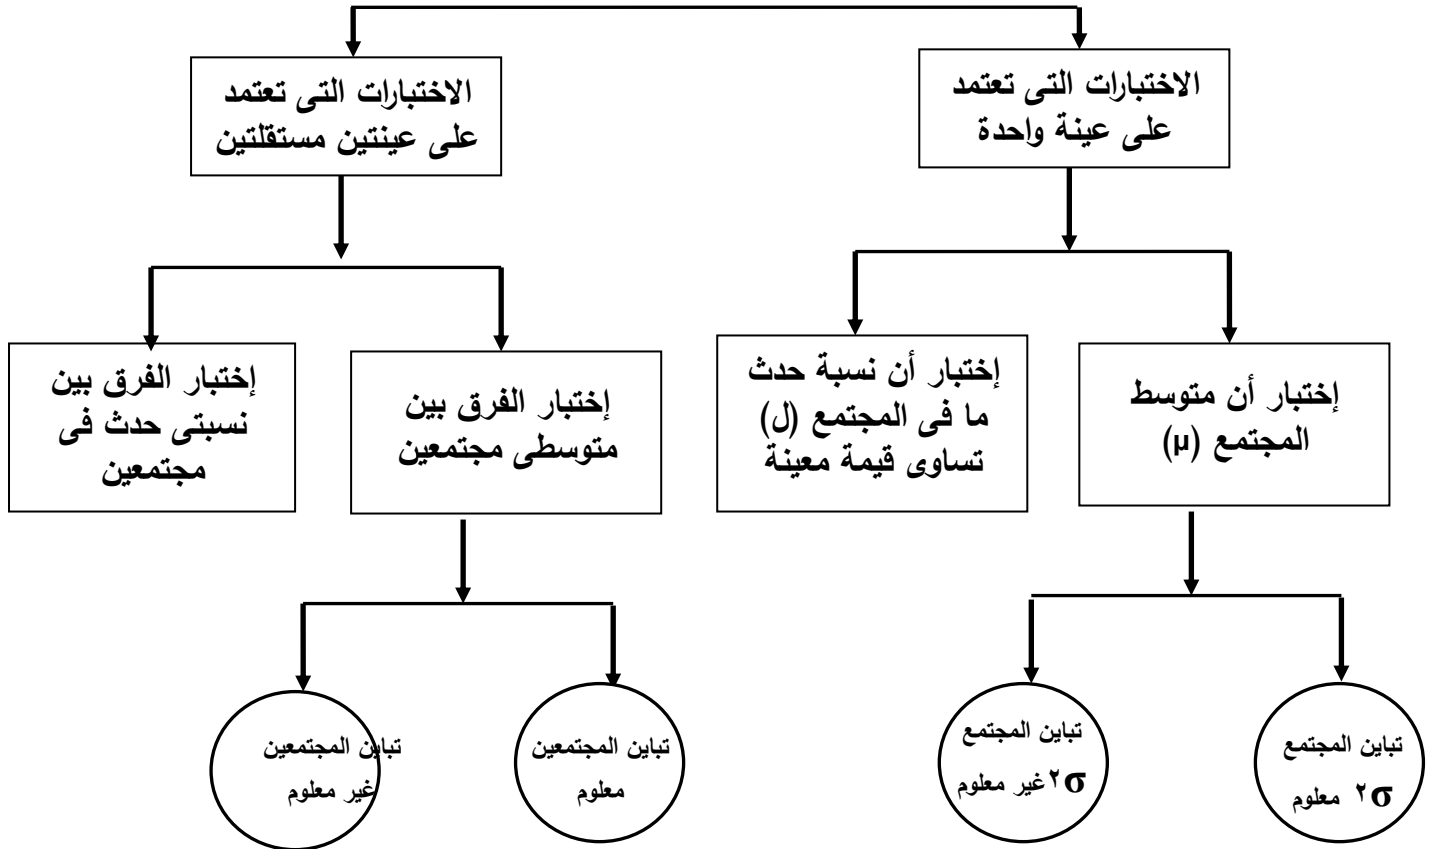 الاختبارات التى تعتمد
على عينة واحدة
الاختبارات التى تعتمد
على عينتين مستقلتين
إختبار أن متوسط
المجتمع (µ)
إختبار أن نسبة حدث
ما فى المجتمع (ل)
تساوى قيمة معينة
إختبار الفرق بين
متوسطى مجتمعين
إختبار الفرق بين
نسبتى حدث فى
مجتمعين
تباين المجتمع
σ٢ معلوم
تباين المجتمع
σ٢ غير معلوم
تباين المجتمعين
معلوم
تباين المجتمعين
غير معلوم